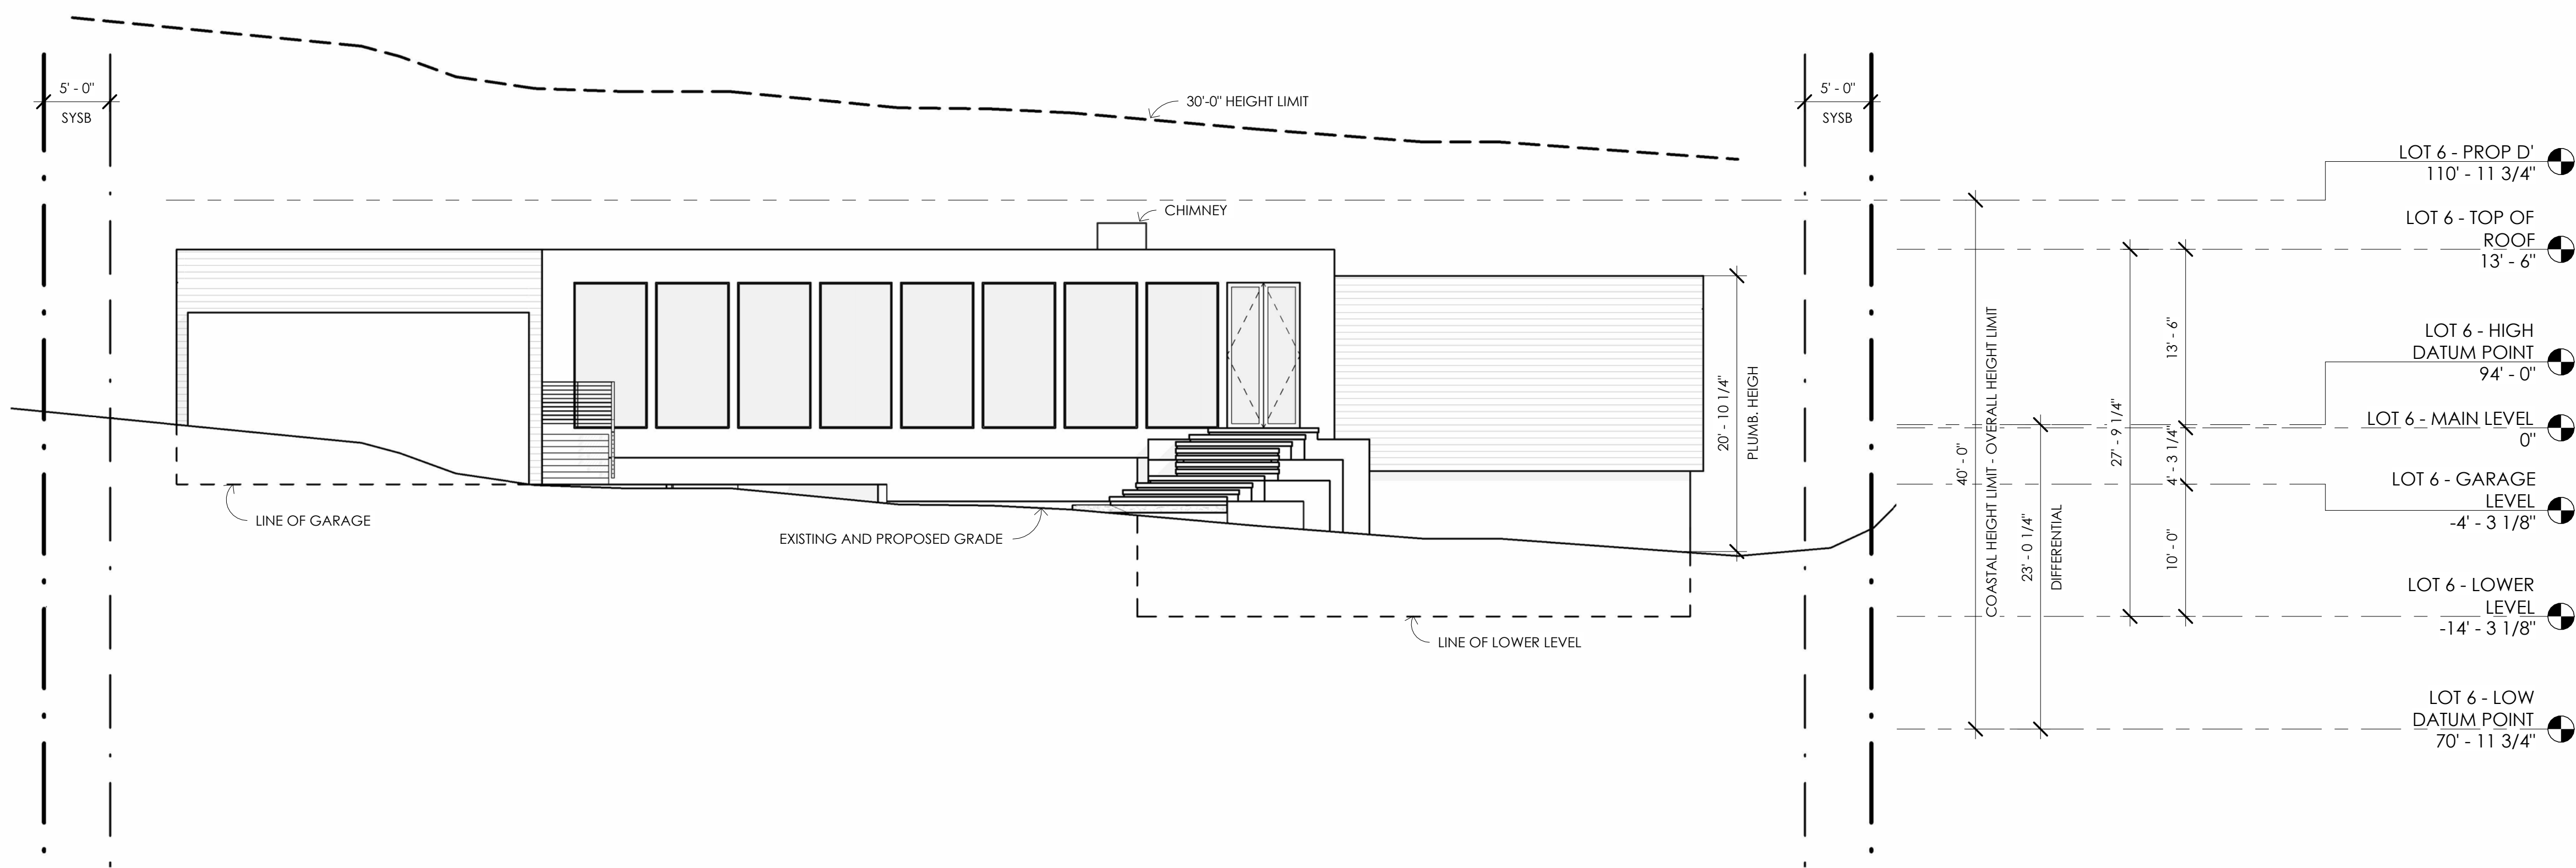 5' - 0"
SYSB
30'-0" HEIGHT LIMIT
5' - 0"
SYSB
CHIMNEY
LOT 6 - PROP D'
110' - 11 3/4"
LOT 6 - TOP OF
ROOF
13' - 6"
LOT 6 - HIGH
DATUM POINT
94' - 0"
LOT 6 - MAIN LEVEL
0"
LOT 6 - GARAGE
LEVEL
-4' - 3 1/8"
LOT 6 - LOWER
LEVEL
-14' - 3 1/8"
LOT 6 - LOW
DATUM POINT
70' - 11 3/4"
20' - 10 1/4"
PLUMB. HEIGH
40' - 0"
COASTAL HEIGHT LIMIT - OVERALL HEIGHT LIMIT
23' - 0 1/4"
DIFFERENTIAL
27' - 9 1/4"
13' - 6"
4' - 3 1/4"
10' - 0"
LINE OF GARAGE
EXISTING AND PROPOSED GRADE
LINE OF LOWER LEVEL